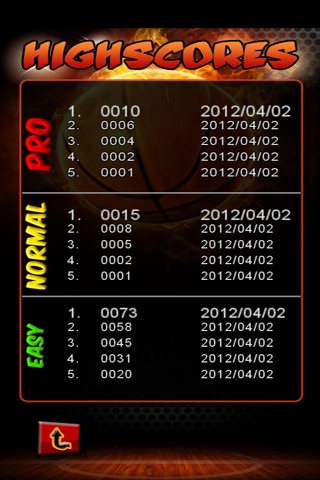 HIGHSCORES
PRO
1. 0010 2012/04/02
2. 0006 2012/04/02
3. 0004 2012/04/02
4. 0002 2012/04/02
5. 0001 2012/04/02
NORMAL
1. 0015 2012/04/02
2. 0008 2012/04/02
3. 0005 2012/04/02
4. 0002 2012/04/02
5. 0001 2012/04/02
EASY
1. 0073 2012/04/02
2. 0058 2012/04/02
3. 0045 2012/04/02
4. 0031 2012/04/02
5. 0020 2012/04/02